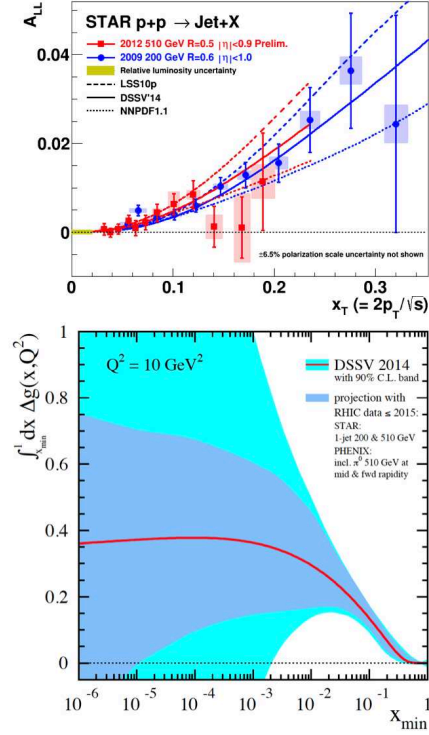 A_LL
STAR p+p → Jet+X
2012 510 GeV R=0.5 |η|<0.9 Prelim.
2009 200 GeV R=0.6 |η|<1.0
Relative luminosity uncertainty
LSS10p
DSSV'14
NNPDF1.1
0.04
0.02
0
±6.5% polarization scale uncertainty not shown
0 0.1 0.2 0.3
x_T (= 2p_T/√s)
1
0.8
0.6
0.4
0.2
0
∫_{x_min}^1 dx Δg(x,Q²)
Q² = 10 GeV²
DSSV 2014
with 90% C.L. band
projection with
RHIC data ≤ 2015:
STAR:
1-jet 200 & 510 GeV
PHENIX:
incl. π⁰ 510 GeV at
mid & fwd rapidity
10⁻⁶ 10⁻⁵ 10⁻⁴ 10⁻³ 10⁻² 10⁻¹ 1
x_min